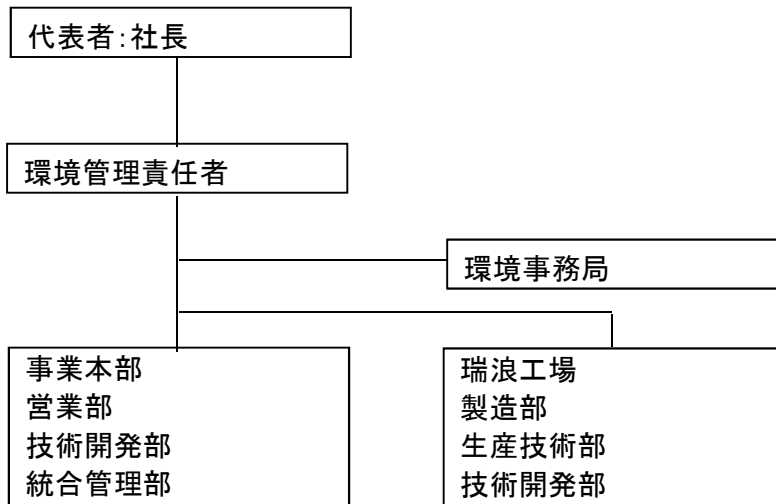 代表者:社長
環境管理責任者
環境事務局
事業本部
営業部
技術開発部
統合管理部
瑞浪工場
製造部
生産技術部
技術開発部